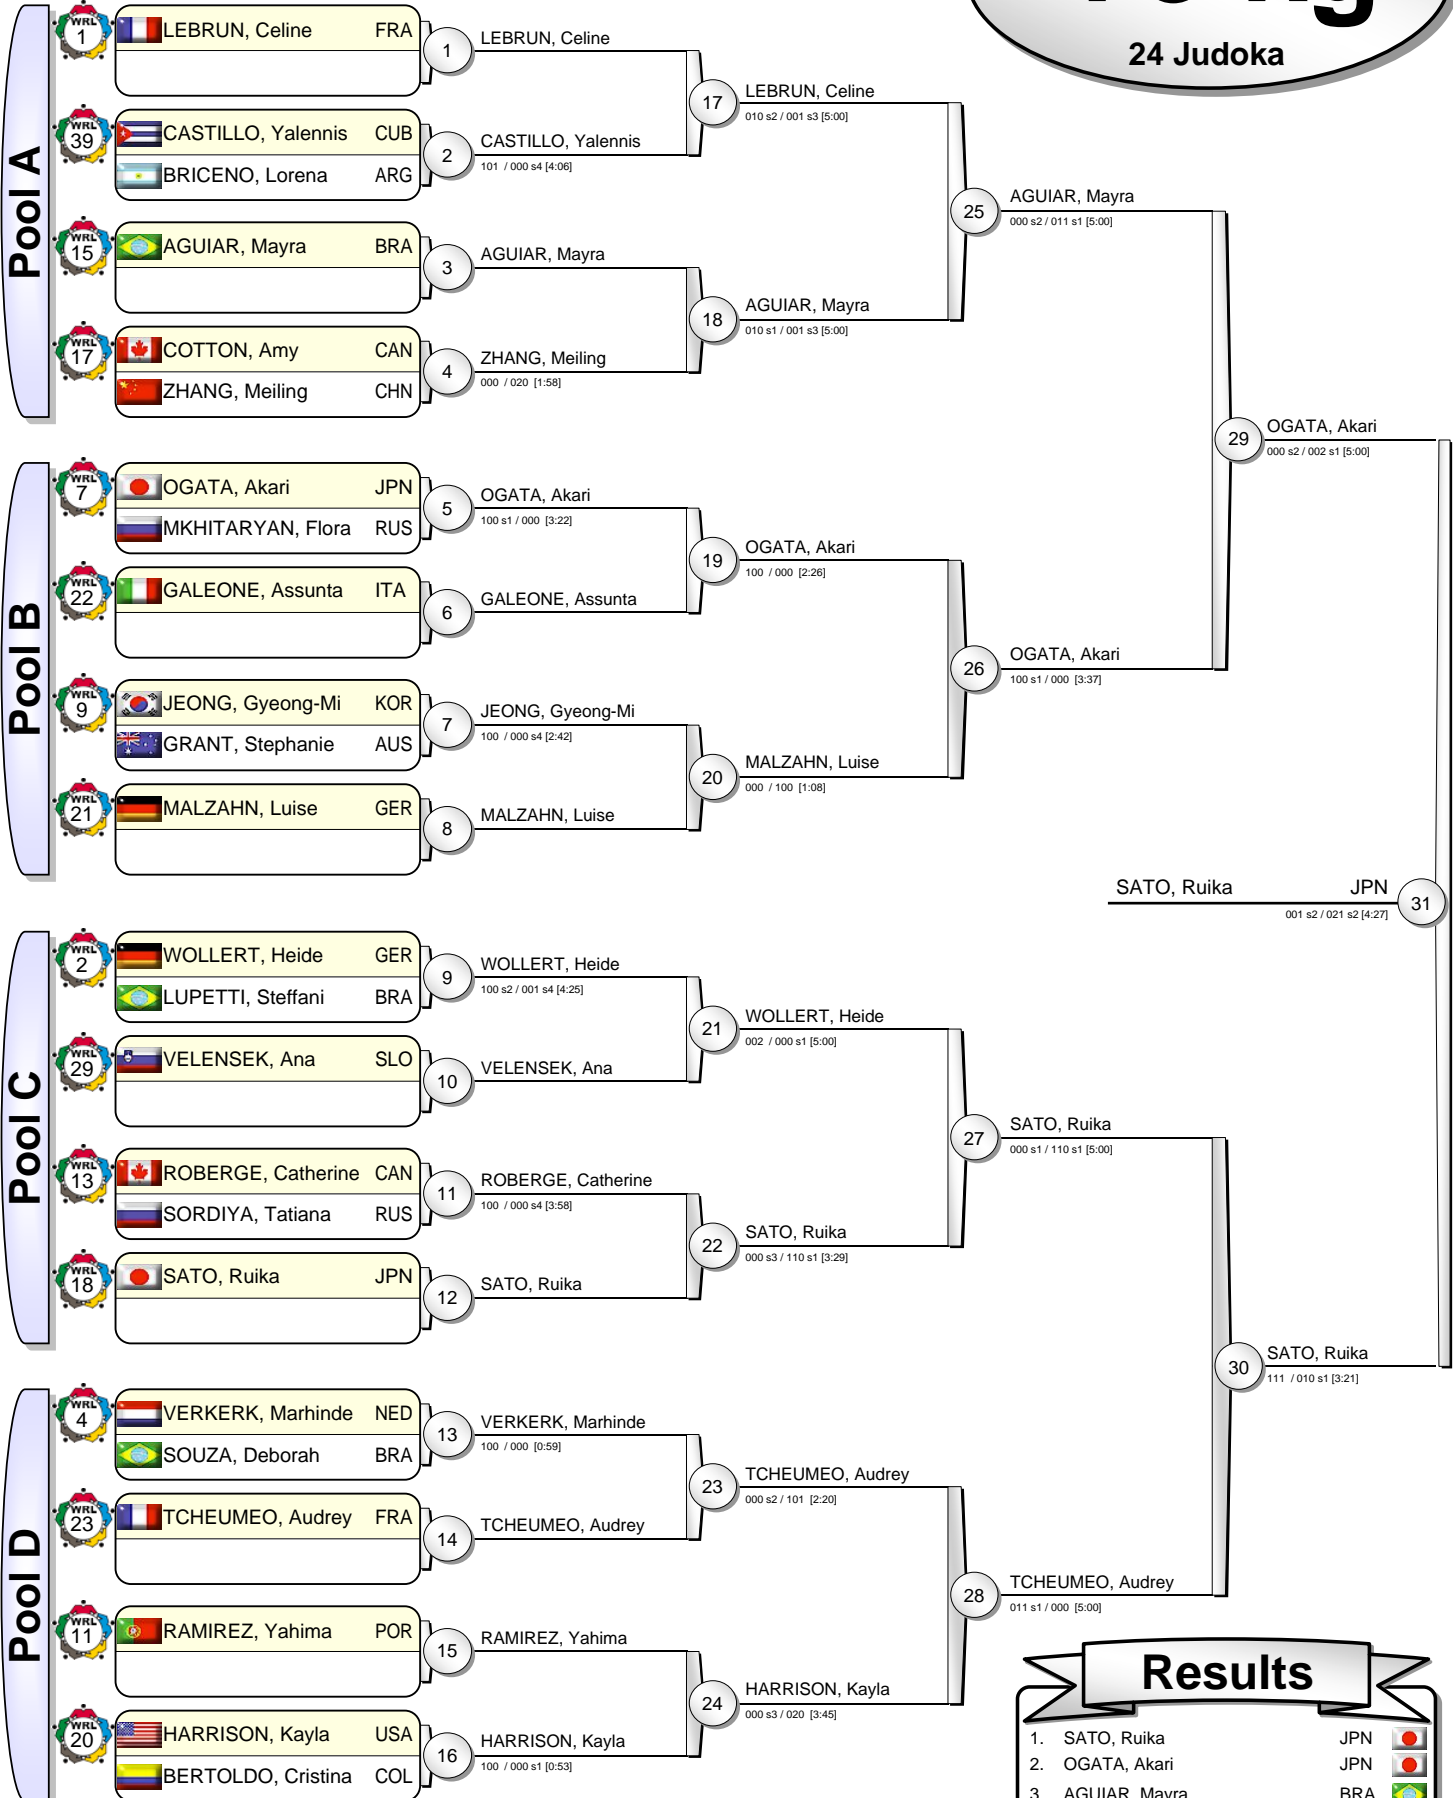 24 Judoka
Pool A
WRL 1
LEBRUN, Celine FRA
WRL 39
CASTILLO, Yalennis CUB
BRICENO, Lorena ARG
WRL 15
AGUIAR, Mayra BRA
WRL 17
COTTON, Amy CAN
ZHANG, Meiling CHN
1
LEBRUN, Celine
2
CASTILLO, Yalennis
101 / 000 s4 [4:06]
3
AGUIAR, Mayra
4
ZHANG, Meiling
000 / 020 [1:58]
17
LEBRUN, Celine
010 s2 / 001 s3 [5:00]
18
AGUIAR, Mayra
010 s1 / 001 s3 [5:00]
25
AGUIAR, Mayra
000 s2 / 011 s1 [5:00]
Pool B
WRL 7
OGATA, Akari JPN
MKHITARYAN, Flora RUS
WRL 22
GALEONE, Assunta ITA
WRL 9
JEONG, Gyeong-Mi KOR
GRANT, Stephanie AUS
WRL 21
MALZAHN, Luise GER
5
OGATA, Akari
100 s1 / 000 [3:22]
6
GALEONE, Assunta
7
JEONG, Gyeong-Mi
100 / 000 s4 [2:42]
8
MALZAHN, Luise
19
OGATA, Akari
100 / 000 [2:26]
20
MALZAHN, Luise
000 / 100 [1:08]
26
OGATA, Akari
100 s1 / 000 [3:37]
29
OGATA, Akari
000 s2 / 002 s1 [5:00]
SATO, Ruika JPN
001 s2 / 021 s2 [4:27]
31
Pool C
WRL 2
WOLLERT, Heide GER
LUPETTI, Steffani BRA
WRL 29
VELENSEK, Ana SLO
WRL 13
ROBERGE, Catherine CAN
SORDIYA, Tatiana RUS
WRL 18
SATO, Ruika JPN
9
WOLLERT, Heide
100 s2 / 001 s4 [4:25]
10
VELENSEK, Ana
11
ROBERGE, Catherine
100 / 000 s4 [3:58]
12
SATO, Ruika
21
WOLLERT, Heide
002 / 000 s1 [5:00]
22
SATO, Ruika
000 s3 / 110 s1 [3:29]
27
SATO, Ruika
000 s1 / 110 s1 [5:00]
30
SATO, Ruika
111 / 010 s1 [3:21]
Pool D
WRL 4
VERKERK, Marhinde NED
SOUZA, Deborah BRA
WRL 23
TCHEUMEO, Audrey FRA
WRL 11
RAMIREZ, Yahima POR
WRL 20
HARRISON, Kayla USA
BERTOLDO, Cristina COL
13
VERKERK, Marhinde
100 / 000 [0:59]
14
TCHEUMEO, Audrey
15
RAMIREZ, Yahima
16
HARRISON, Kayla
100 / 000 s1 [0:53]
23
TCHEUMEO, Audrey
000 s2 / 101 [2:20]
24
HARRISON, Kayla
000 s3 / 020 [3:45]
28
TCHEUMEO, Audrey
011 s1 / 000 [5:00]
Results
1. SATO, Ruika JPN
2. OGATA, Akari JPN
3. AGUIAR, Mayra BRA